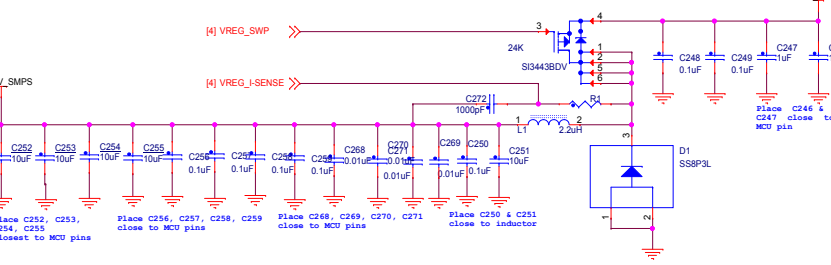 [4] VREG_SWP
3
4
24K
SI3443BDV
1
2
5
6
C248
0.1uF
C249
0.1uF
C247
1uF
Place C246 &
C247 close to
MCU pin
V_SMPS
[4] VREG_I-SENSE
C272
1000pF
R1
1
2
L1
2.2uH
3
D1
SS8P3L
1
2
C252
10uF
C253
10uF
C254
10uF
C255
10uF
C256
0.1uF
C257
0.1uF
C258
0.1uF
C259
0.1uF
C268
0.01uF
C270
0.01uF
C271
0.01uF
C269
0.01uF
C250
0.1uF
C251
10uF
Place C252, C253,
254, C255
closest to MCU pins
Place C256, C257, C258, C259
close to MCU pins
Place C268, C269, C270, C271
close to MCU pins
Place C250 & C251
close to inductor